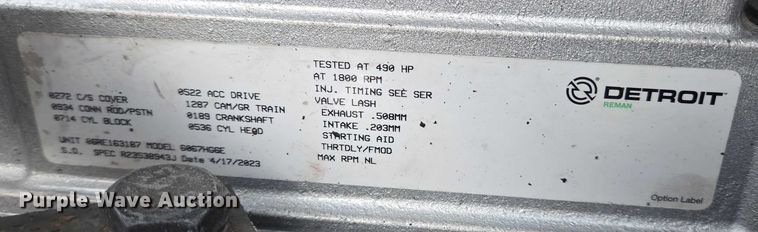 0272 C/S COVER
0934 CONN ROD/PSTN
0714 CYL BLOCK
0522 ACC DRIVE
1287 CAM/GR TRAIN
0189 CRANKSHAFT
0536 CYL HEAD
UNIT 06RE163187 MODEL 6067HG6E
S.O. SPEC R23538943J Date 4/17/2023
TESTED AT 490 HP
AT 1800 RPM
INJ. TIMING SEE SER
VALVE LASH
EXHAUST .508MM
INTAKE .203MM
STARTING AID
THRTDLY/FMOD
MAX RPM NL
DETROIT
REMAN
Option Label
Purple Wave Auction